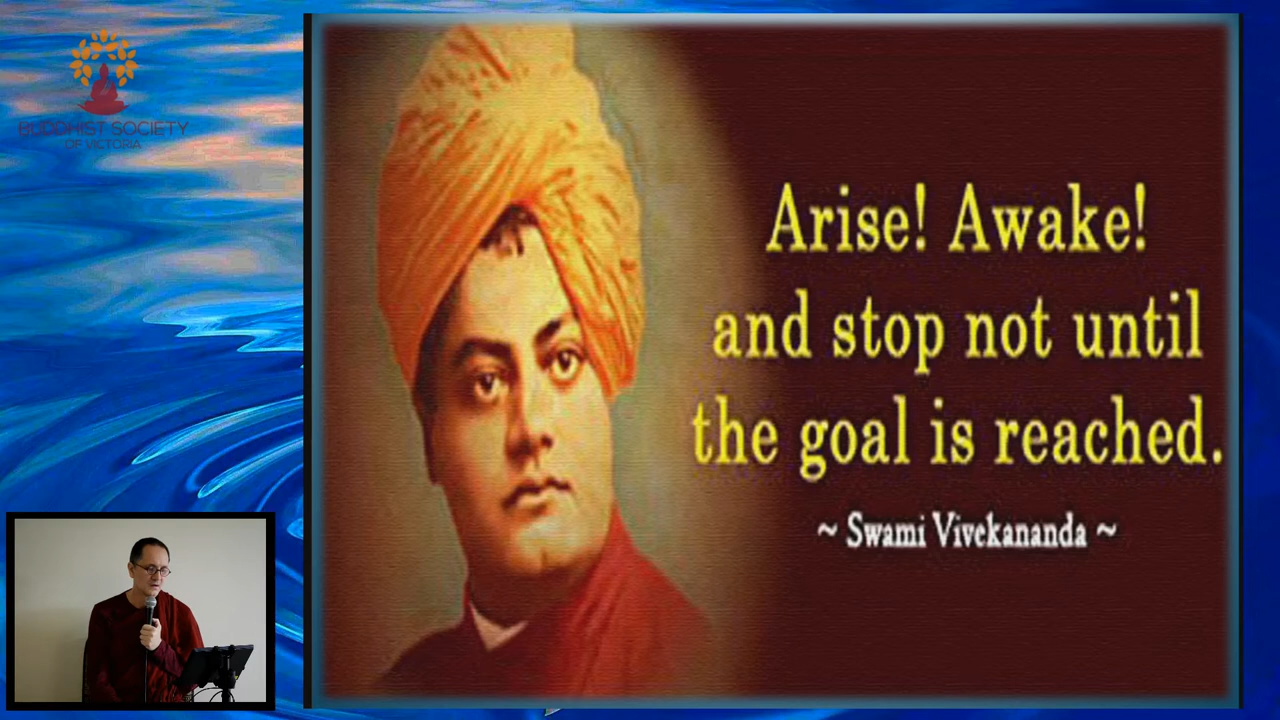 BUDDHIST SOCIETY
OF VICTORIA
Arise! Awake!
and stop not until
the goal is reached.
~ Swami Vivekananda ~